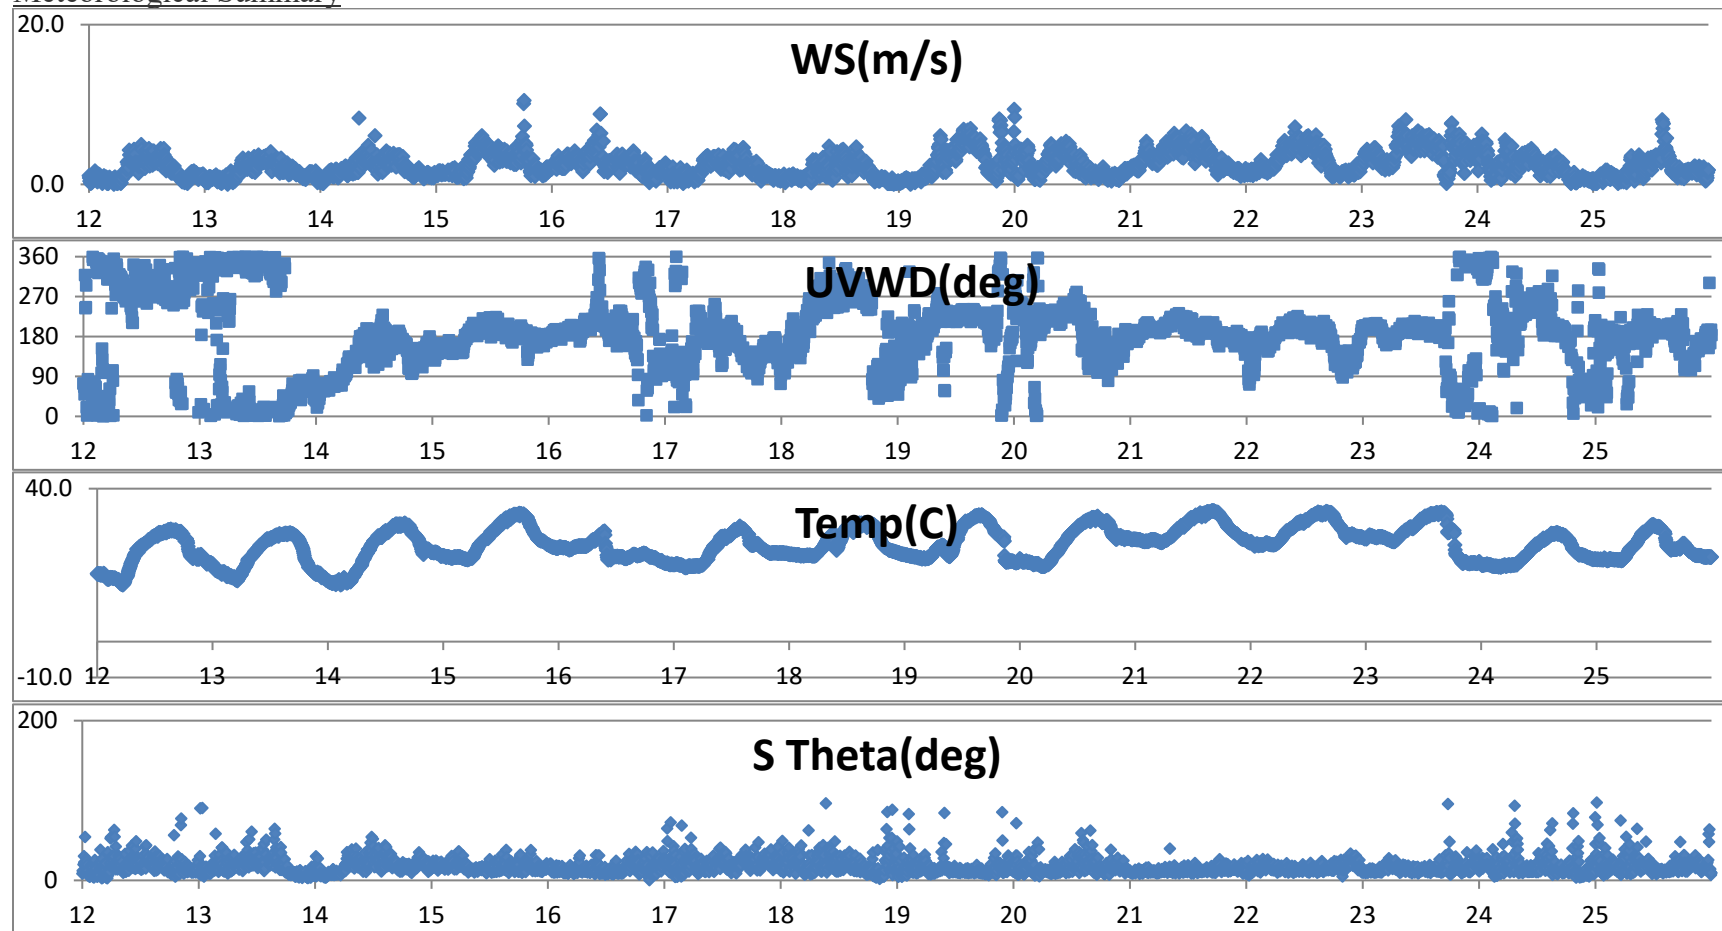 Meteorological Summary
20.0
WS(m/s)
0.0
12 13 14 15 16 17 18 19 20 21 22 23 24 25
360
UVWD(deg)
270
180
90
0
12 13 14 15 16 17 18 19 20 21 22 23 24 25
40.0
Temp(C)
-10.0 12 13 14 15 16 17 18 19 20 21 22 23 24 25
200
S Theta(deg)
0
12 13 14 15 16 17 18 19 20 21 22 23 24 25